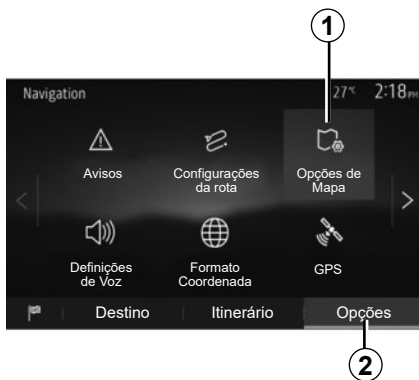 1
Navigation 27°C 2:18PM
Avisos
Configurações
da rota
Opções de
Mapa
Definições
de Voz
Formato
Coordenada
GPS
Destino Itinerário Opções
2